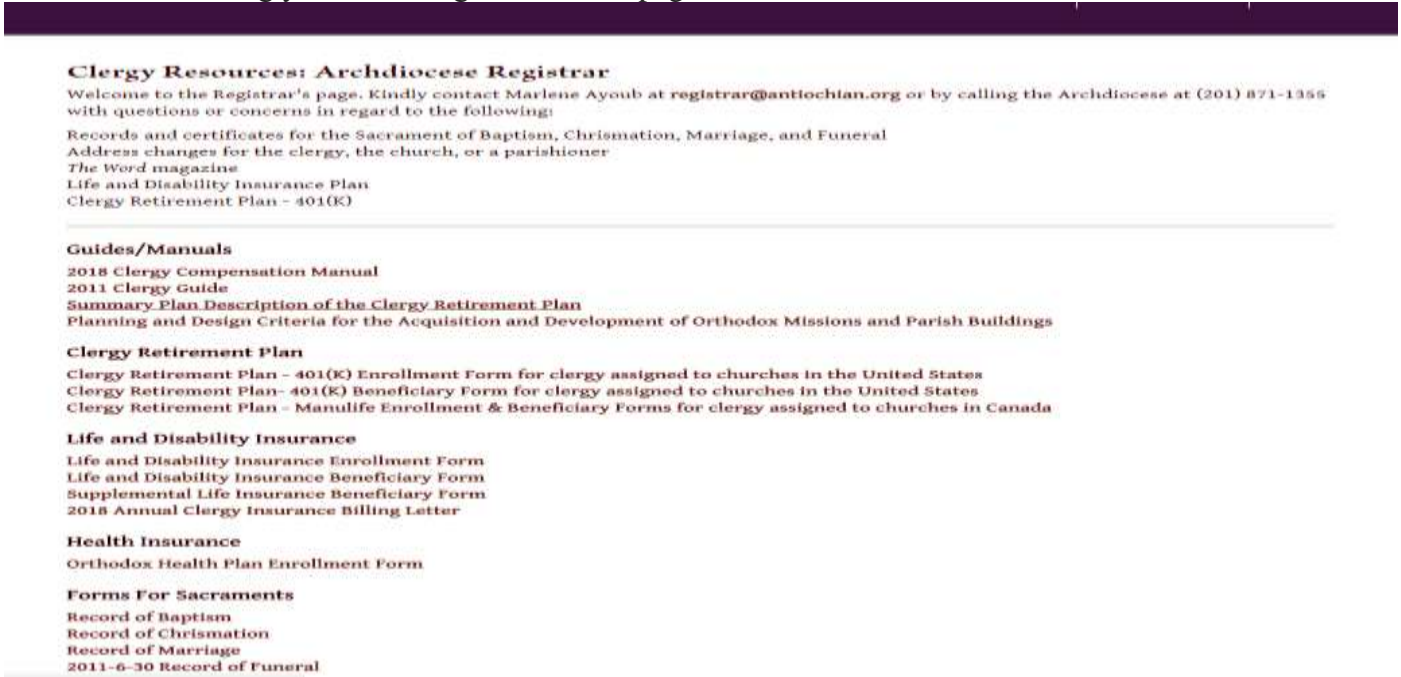 Clergy Resources: Archdiocese Registrar
Welcome to the Registrar's page. Kindly contact Marlene Ayoub at registrar@antiochian.org or by calling the Archdiocese at (201) 871-1355
with questions or concerns in regard to the following:
Records and certificates for the Sacrament of Baptism, Chrismation, Marriage, and Funeral
Address changes for the clergy, the church, or a parishioner
The Word magazine
Life and Disability Insurance Plan
Clergy Retirement Plan - 401(K)
Guides/Manuals
2018 Clergy Compensation Manual
2011 Clergy Guide
Summary Plan Description of the Clergy Retirement Plan
Planning and Design Criteria for the Acquisition and Development of Orthodox Missions and Parish Buildings
Clergy Retirement Plan
Clergy Retirement Plan - 401(K) Enrollment Form for clergy assigned to churches in the United States
Clergy Retirement Plan- 401(K) Beneficiary Form for clergy assigned to churches in the United States
Clergy Retirement Plan - Manulife Enrollment & Beneficiary Forms for clergy assigned to churches in Canada
Life and Disability Insurance
Life and Disability Insurance Enrollment Form
Life and Disability Insurance Beneficiary Form
Supplemental Life Insurance Beneficiary Form
2018 Annual Clergy Insurance Billing Letter
Health Insurance
Orthodox Health Plan Enrollment Form
Forms For Sacraments
Record of Baptism
Record of Chrismation
Record of Marriage
2011-6-30 Record of Funeral